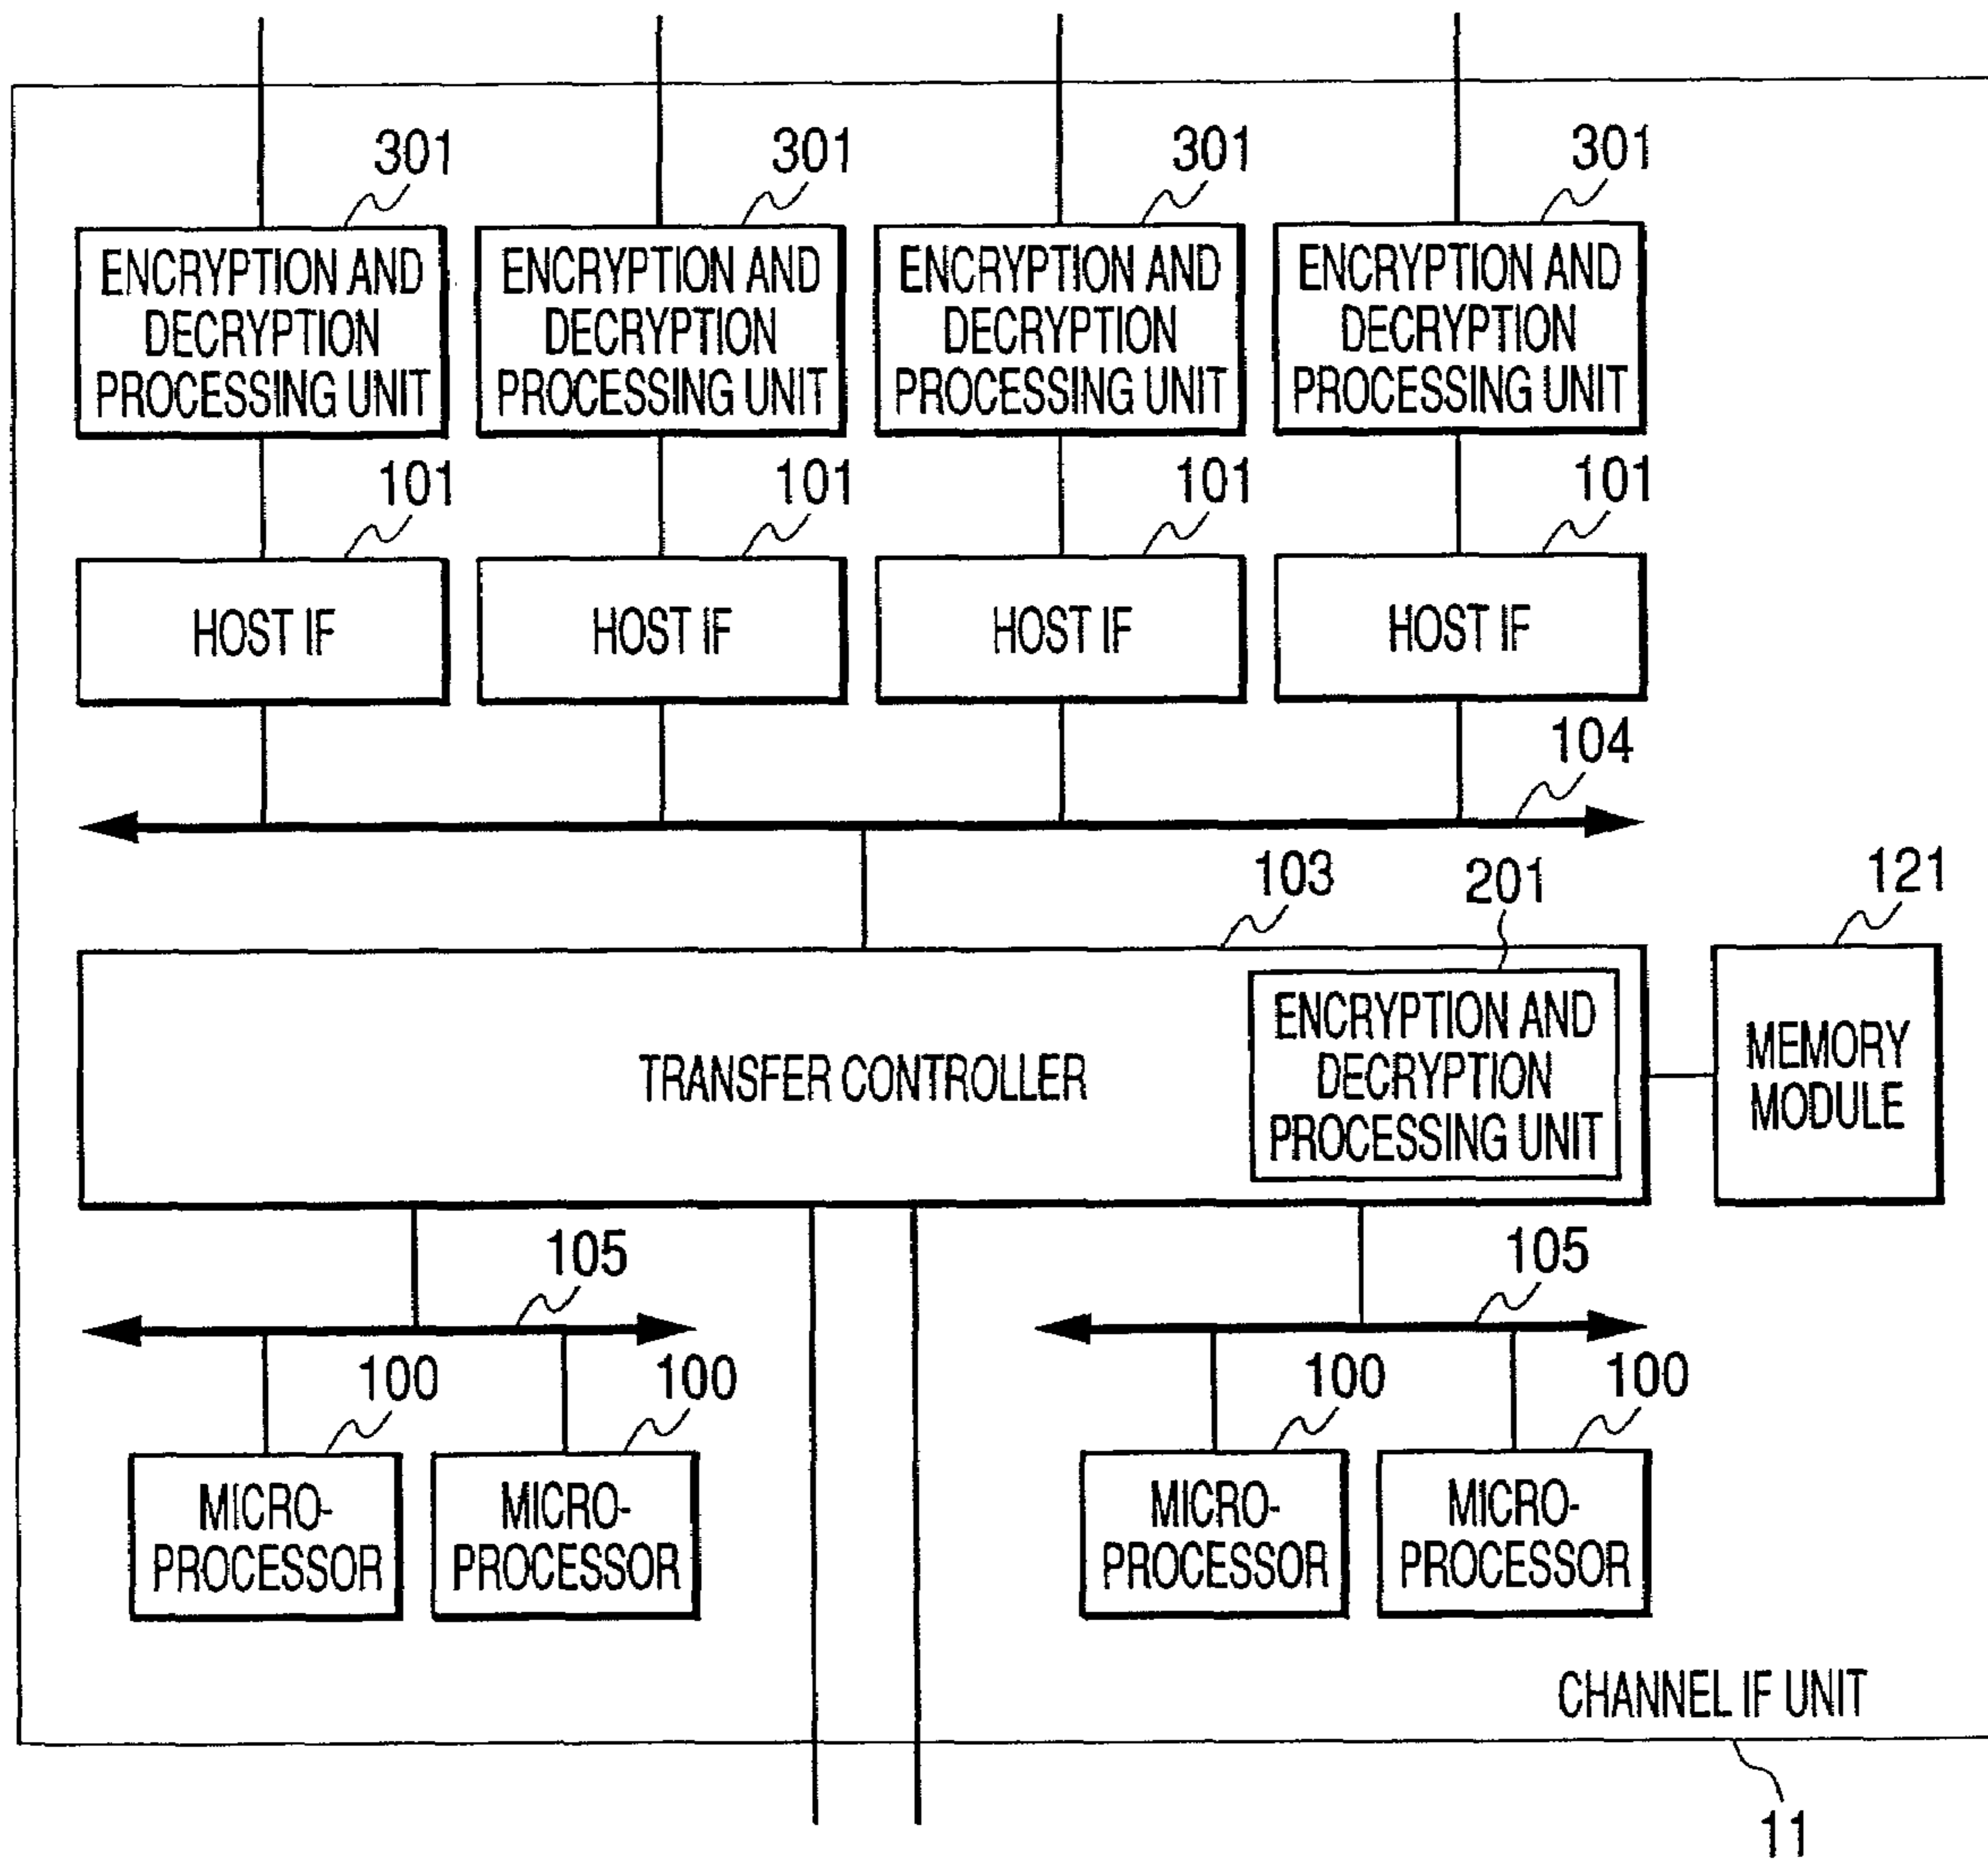 301 301 301 301
ENCRYPTION AND
DECRYPTION
PROCESSING UNIT
ENCRYPTION AND
DECRYPTION
PROCESSING UNIT
ENCRYPTION AND
DECRYPTION
PROCESSING UNIT
ENCRYPTION AND
DECRYPTION
PROCESSING UNIT
101 101 101 101
HOST IF HOST IF HOST IF HOST IF
104
103 201 121
TRANSFER CONTROLLER
ENCRYPTION AND
DECRYPTION
PROCESSING UNIT
MEMORY
MODULE
105 105
100 100 100 100
MICRO-
PROCESSOR
MICRO-
PROCESSOR
MICRO-
PROCESSOR
MICRO-
PROCESSOR
CHANNEL IF UNIT
11